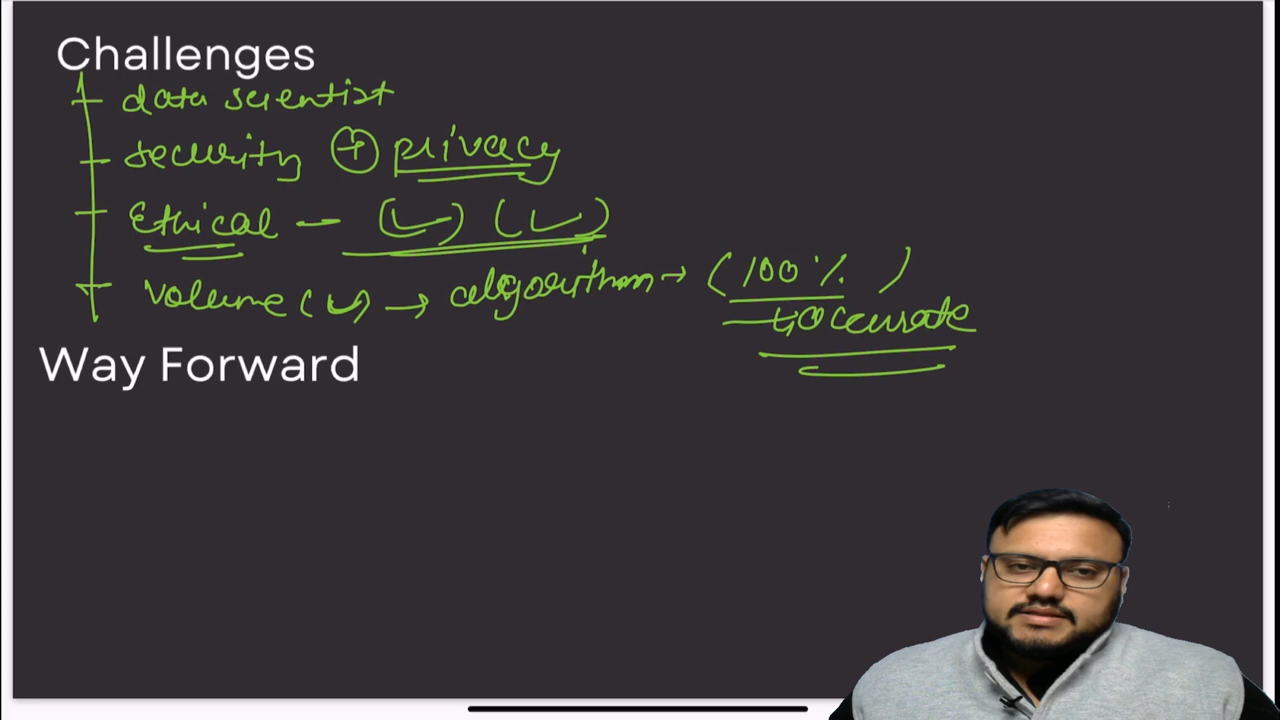 Challenges
data scientist
security + privacy
Ethical - (✓) (✓)
volume (✓) → algorithm → (100%)
↳ accurate
Way Forward